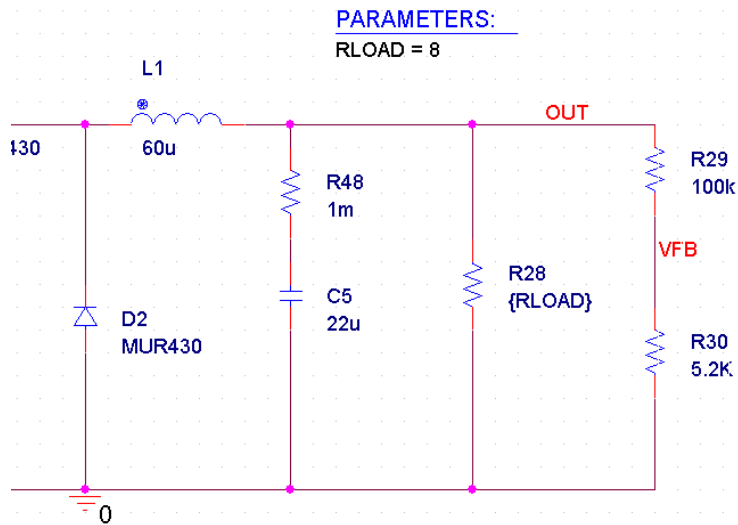 PARAMETERS:
RLOAD = 8
L1
60u
430
OUT
R29
100k
R48
1m
VFB
R28
{RLOAD}
C5
22u
D2
MUR430
R30
5.2K
0